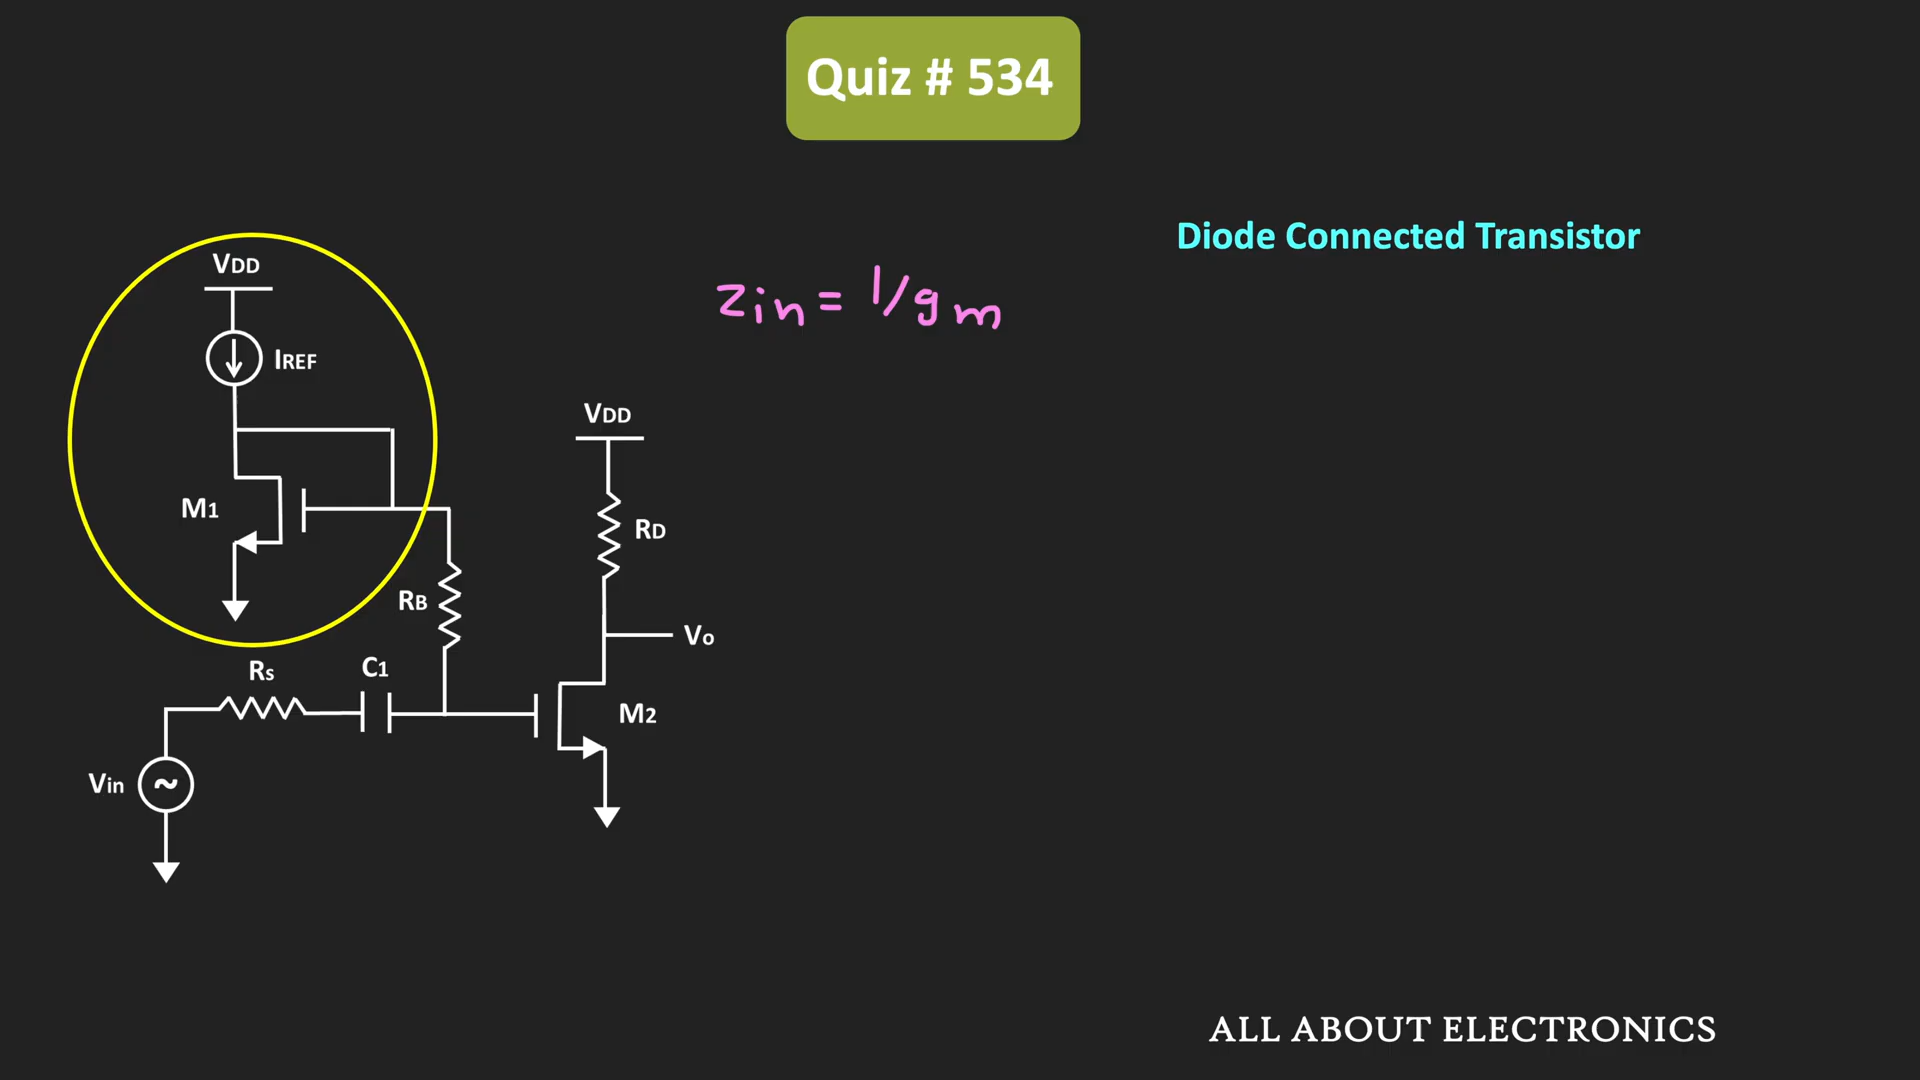 Quiz # 534
Diode Connected Transistor
VDD
Zin = 1/gm
IREF
VDD
M1
RD
RB
Vo
Rs
C1
M2
Vin
ALL ABOUT ELECTRONICS